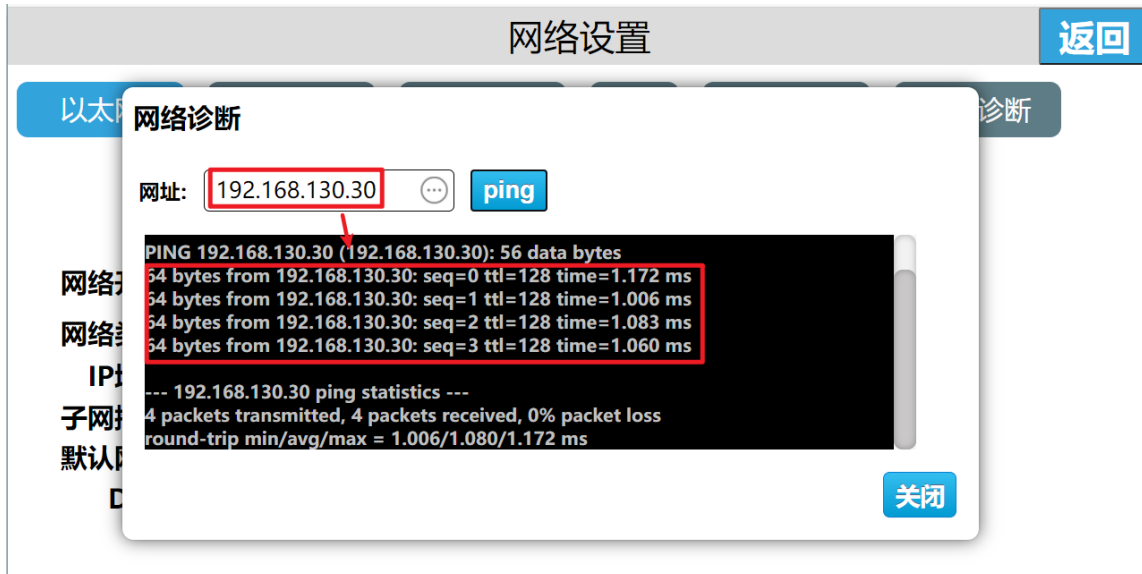 网络设置
返回
以太
诊断
网络诊断
网址: 192.168.130.30 ping
PING 192.168.130.30 (192.168.130.30): 56 data bytes
64 bytes from 192.168.130.30: seq=0 ttl=128 time=1.172 ms
64 bytes from 192.168.130.30: seq=1 ttl=128 time=1.006 ms
64 bytes from 192.168.130.30: seq=2 ttl=128 time=1.083 ms
64 bytes from 192.168.130.30: seq=3 ttl=128 time=1.060 ms
--- 192.168.130.30 ping statistics ---
4 packets transmitted, 4 packets received, 0% packet loss
round-trip min/avg/max = 1.006/1.080/1.172 ms
网络
网络
IP
子网
默认
D
关闭